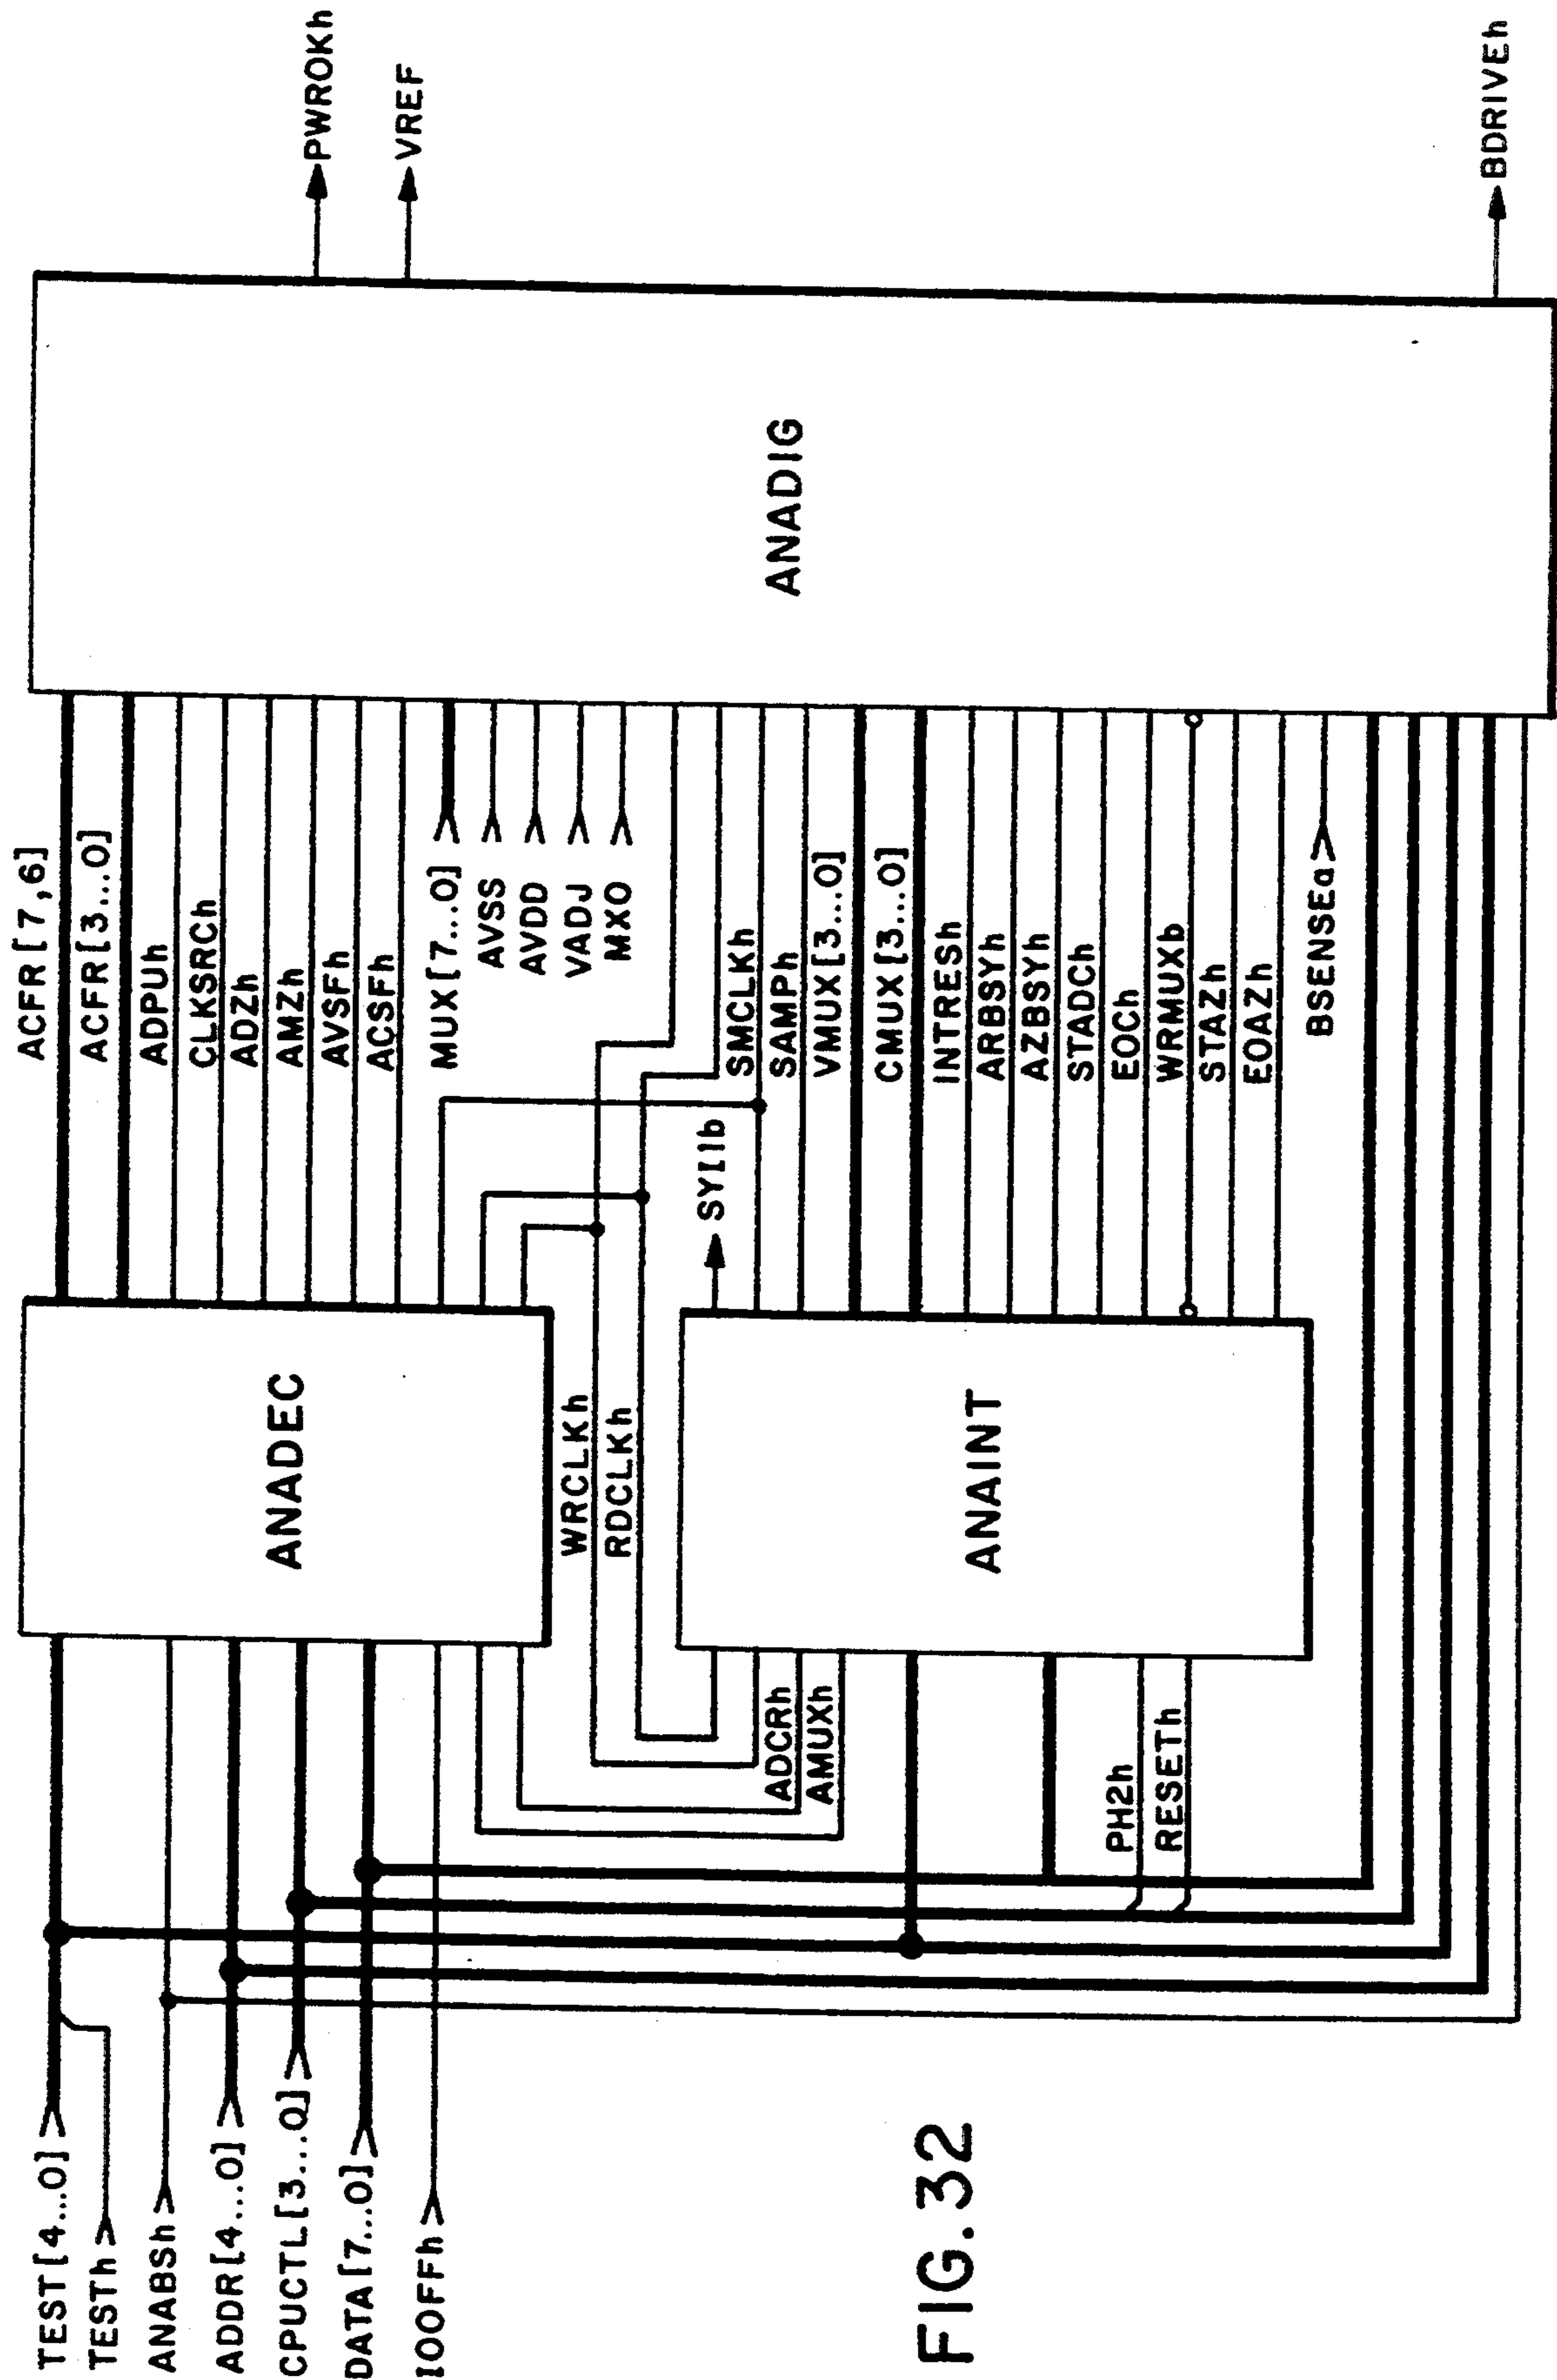 TEST[4...0]
TESTh
ANABSh
ADDR[4...0]
CPUCTL[3...0]
DATA[7...0]
IOOFFh
ANADEC
WRCLKh
RDCLKh
ADCRh
AMUXh
PH2h
RESETh
ANAINT
SYI1b
ACFR[7,6]
ACFR[3...0]
ADPUh
CLKSRCh
ADZh
AMZh
AVSFh
ACSFh
MUX[7...0]
AVSS
AVDD
VADJ
MXO
SMCLKh
SAMPh
VMUX[3...0]
CMUX[3...0]
INTRESh
ARBSYh
AZBSYh
STADCh
EOCh
WRMUXb
STAZh
EOAZh
BSENSEa
ANADIG
PWROKh
VREF
BDRIVEh
FIG.32